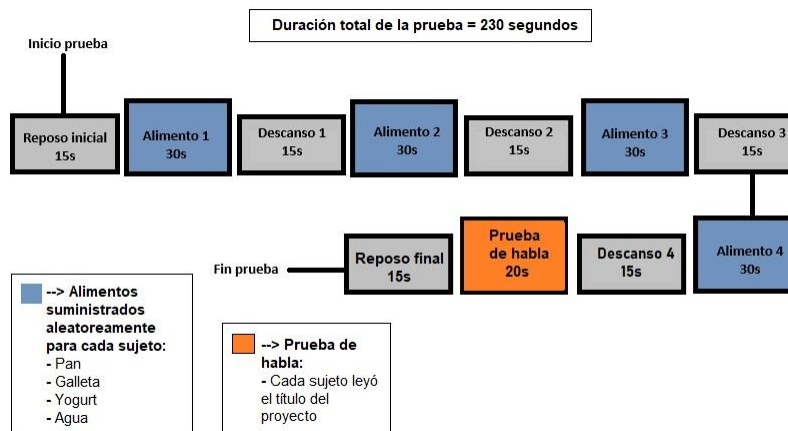 Duración total de la prueba = 230 segundos
Inicio prueba
Reposo inicial
15s
Alimento 1
30s
Descanso 1
15s
Alimento 2
30s
Descanso 2
15s
Alimento 3
30s
Descanso 3
15s
Alimento 4
30s
Descanso 4
15s
Prueba
de habla
20s
Reposo final
15s
Fin prueba
--> Alimentos
suministrados
aleatoreamente
para cada sujeto:
- Pan
- Galleta
- Yogurt
- Agua
--> Prueba de
habla:
- Cada sujeto leyó
el título del
proyecto